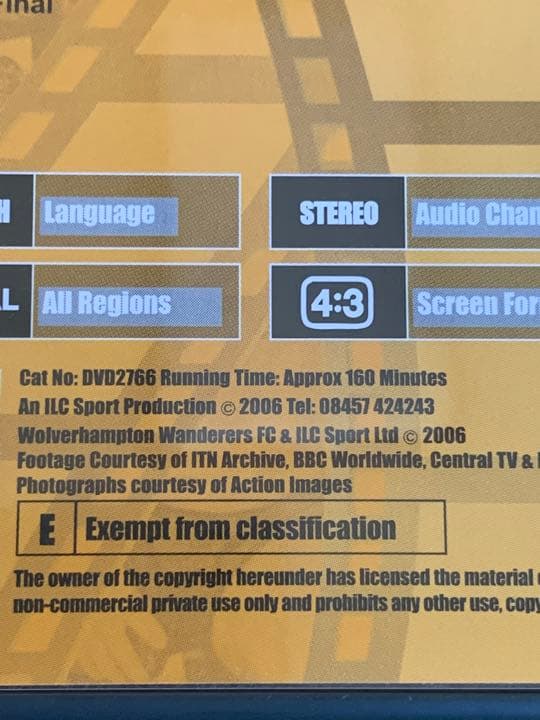 Final
H Language STEREO Audio Chan
AL All Regions 4:3 Screen For
Cat No: DVD2766 Running Time: Approx 160 Minutes
An ILC Sport Production © 2006 Tel: 08457 424243
Wolverhampton Wanderers FC & ILC Sport Ltd © 2006
Footage Courtesy of ITN Archive, BBC Worldwide, Central TV &
Photographs courtesy of Action Images
E Exempt from classification
The owner of the copyright hereunder has licensed the material
non-commercial private use only and prohibits any other use, copy